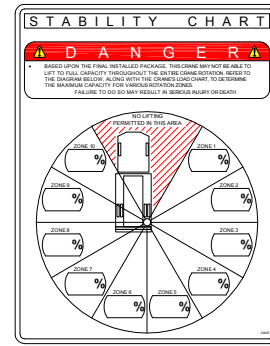 STABILITY CHART
DANGER
• BASED UPON THE FINAL INSTALLED PACKAGE, THIS CRANE MAY NOT BE ABLE TO
LIFT TO FULL CAPACITY THROUGHOUT THE ENTIRE CRANE ROTATION. REFER TO
THE DIAGRAM BELOW, ALONG WITH THE CRANE'S LOAD CHART, TO DETERMINE
THE MAXIMUM CAPACITY FOR VARIOUS ROTATION ZONES.
FAILURE TO DO SO MAY RESULT IN SERIOUS INJURY OR DEATH
NO LIFTING
PERMITTED IN THIS AREA
ZONE 10
%
ZONE 1
%
ZONE 9
%
ZONE 2
%
ZONE 8
%
ZONE 3
%
ZONE 7
%
ZONE 4
%
ZONE 6
%
ZONE 5
%